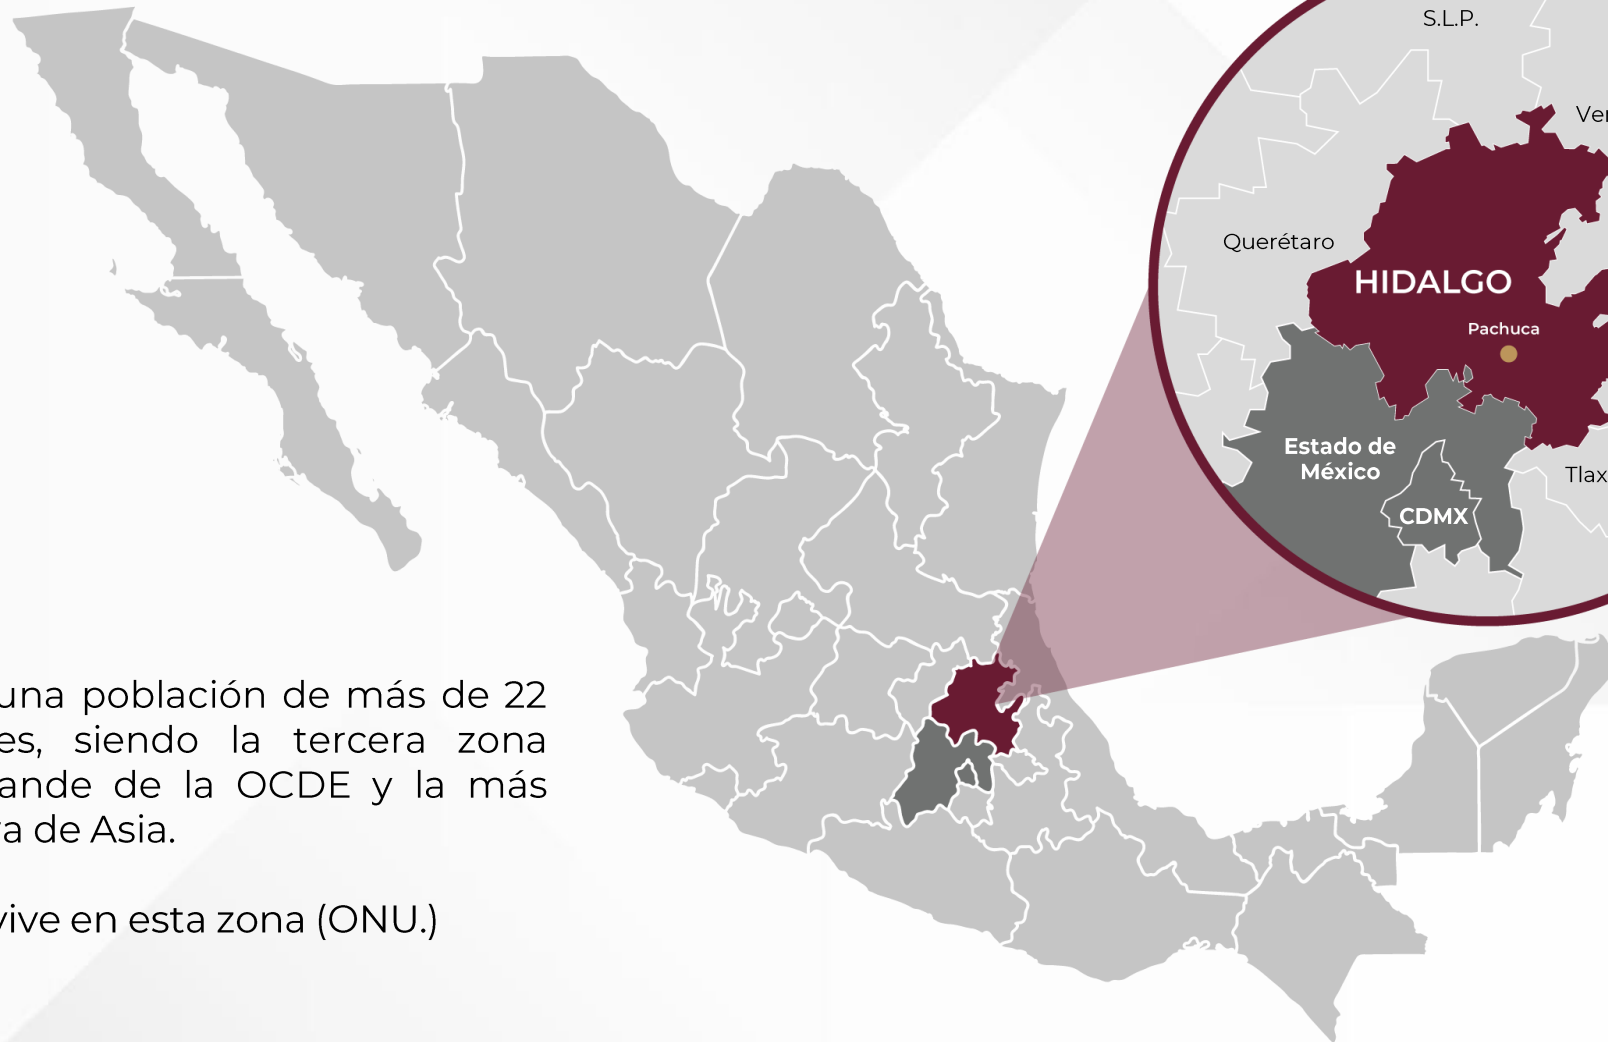 S.L.P.
Ver
Querétaro
HIDALGO
Pachuca
Estado de
México
CDMX
Tlax
una población de más de 22
es, siendo la tercera zona
ande de la OCDE y la más
a de Asia.
vive en esta zona (ONU.)